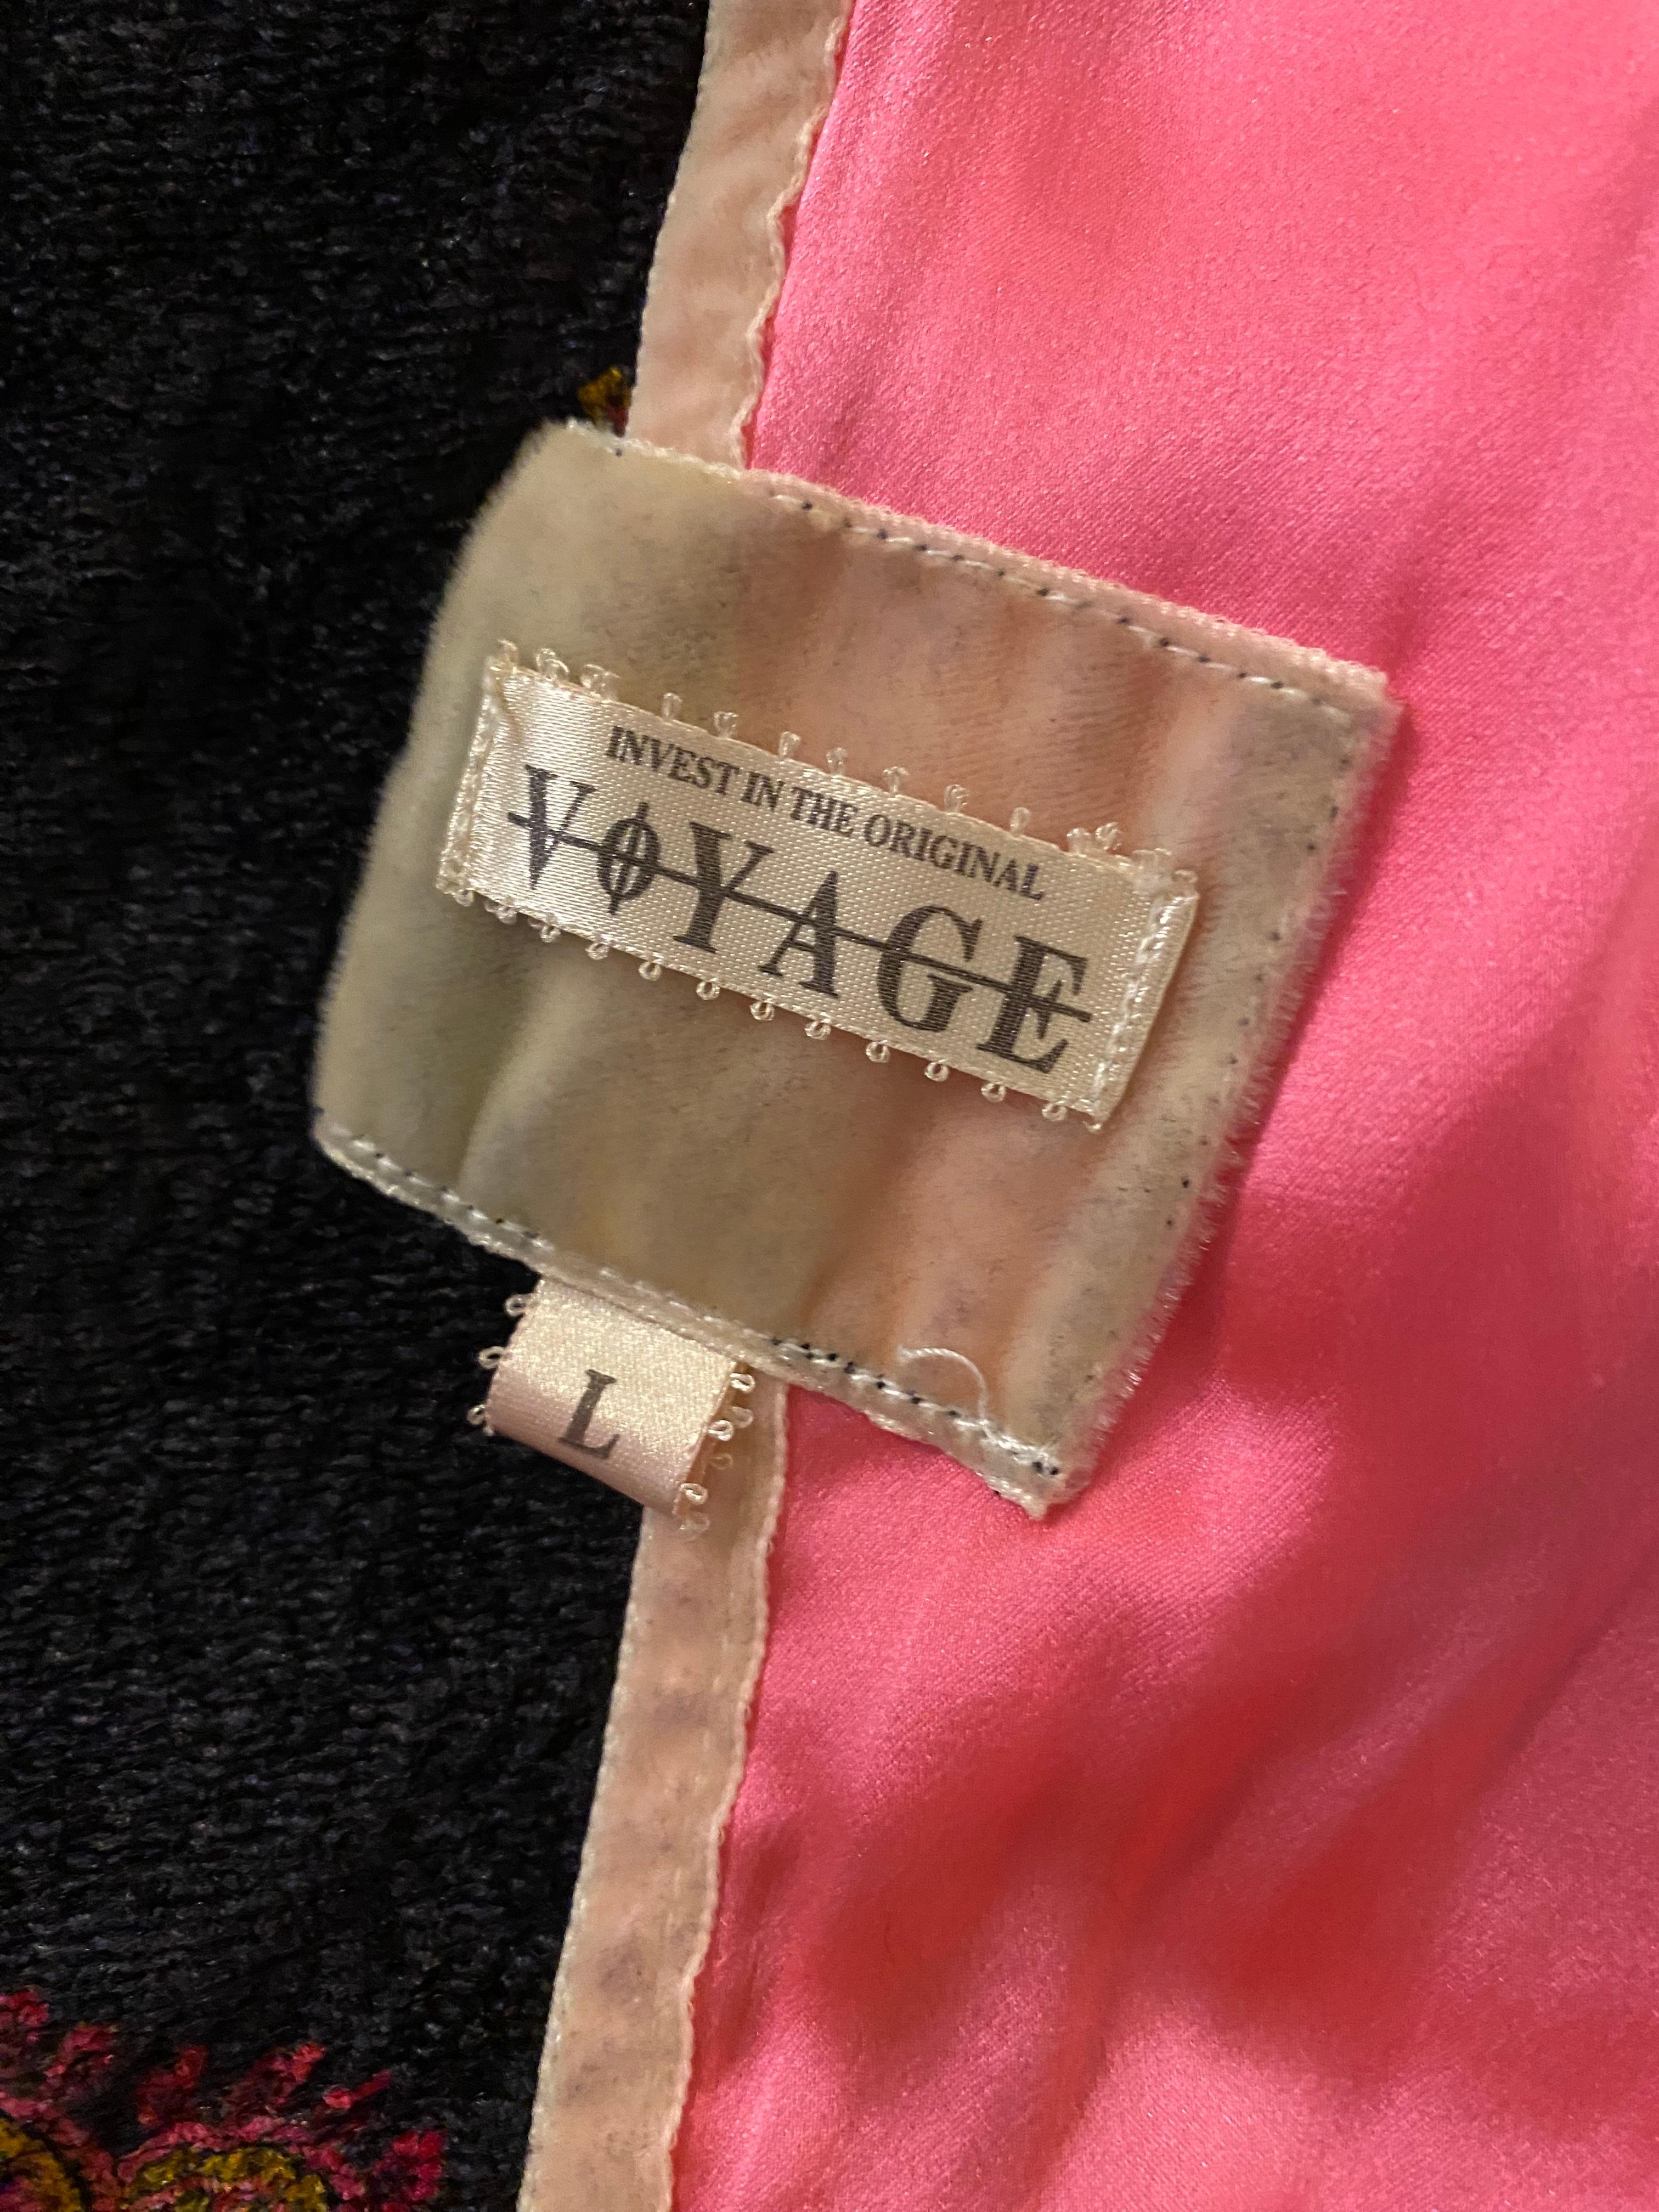 INVEST IN THE ORIGINAL
VOYAGE
L